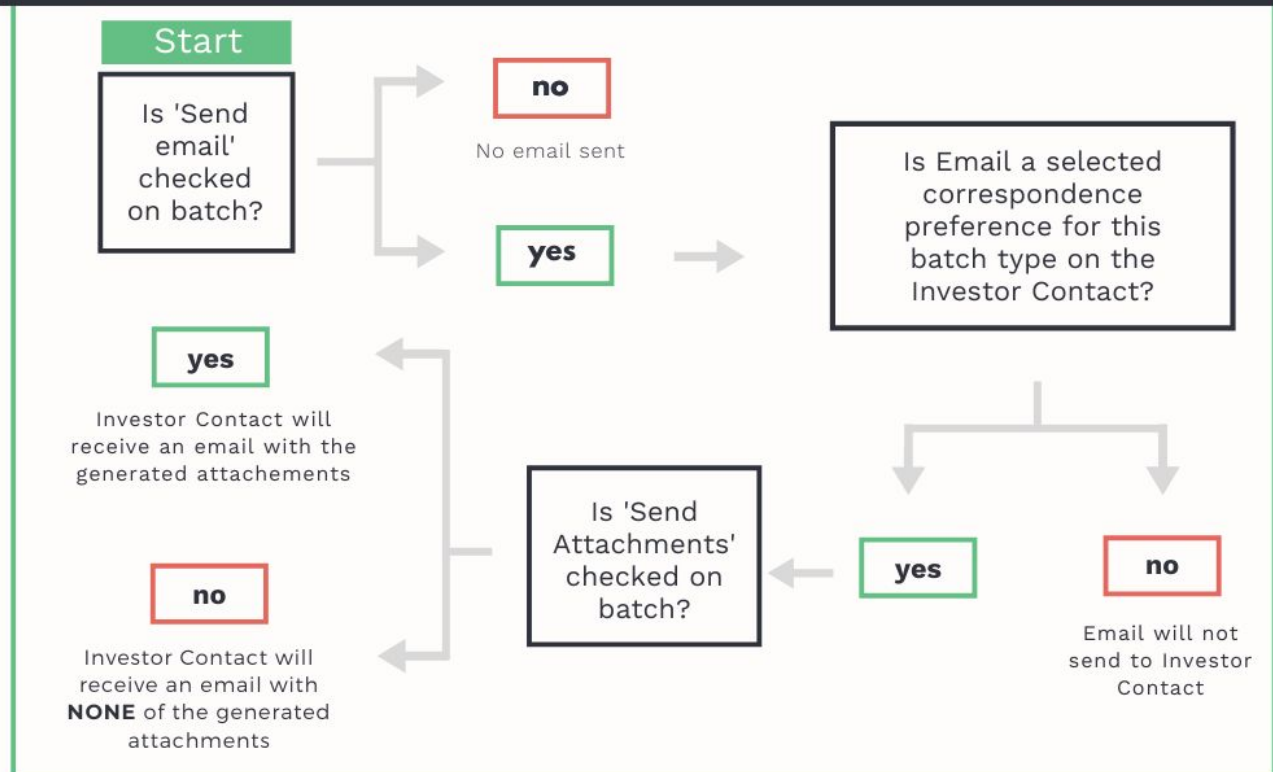 Start
Is 'Send
email'
checked
on batch?
no
No email sent
yes
Is Email a selected
correspondence
preference for this
batch type on the
Investor Contact?
yes
no
Email will not
send to Investor
Contact
Is 'Send
Attachments'
checked on
batch?
yes
Investor Contact will
receive an email with the
generated attachements
no
Investor Contact will
receive an email with
NONE of the generated
attachments